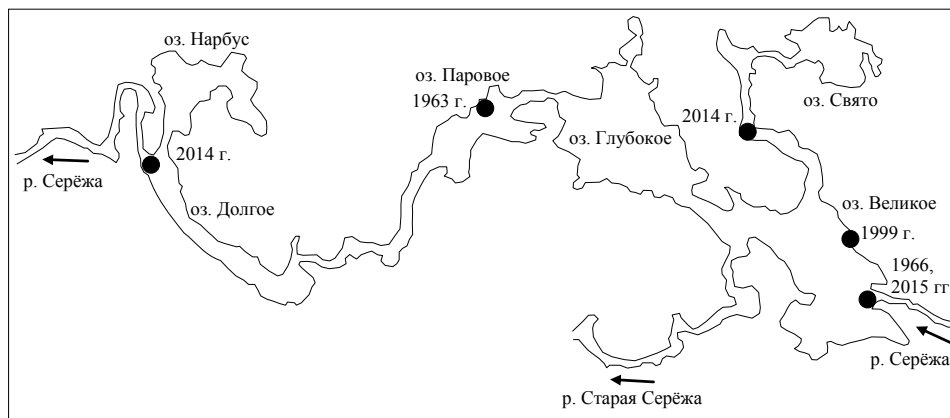 оз. Нарбус
оз. Паровое
1963 г.
оз. Свято
2014 г.
оз. Глубокое
2014 г.
р. Серёжа
оз. Долгое
оз. Великое
1999 г.
1966,
2015 гг
р. Серёжа
р. Старая Серёжа